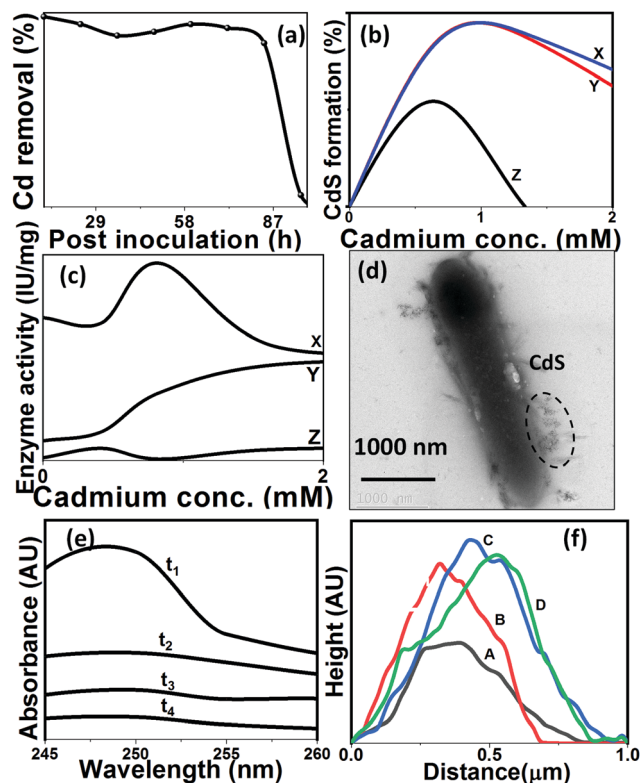 (a)
Cd removal (%)
29 58 87
Post inoculation (h)
(b)
CdS formation (%)
X
Y
Z
0 1 2
Cadmium conc. (mM)
(c)
Enzyme activity (IU/mg)
X
Y
Z
0 2
Cadmium conc. (mM)
(d)
CdS
1000 nm
1000 nm
(e)
Absorbance (AU)
t1
t2
t3
t4
245 250 255 260
Wavelength (nm)
(f)
Height (AU)
C
D
B
A
0.0 0.5 1.0
Distance(μm)